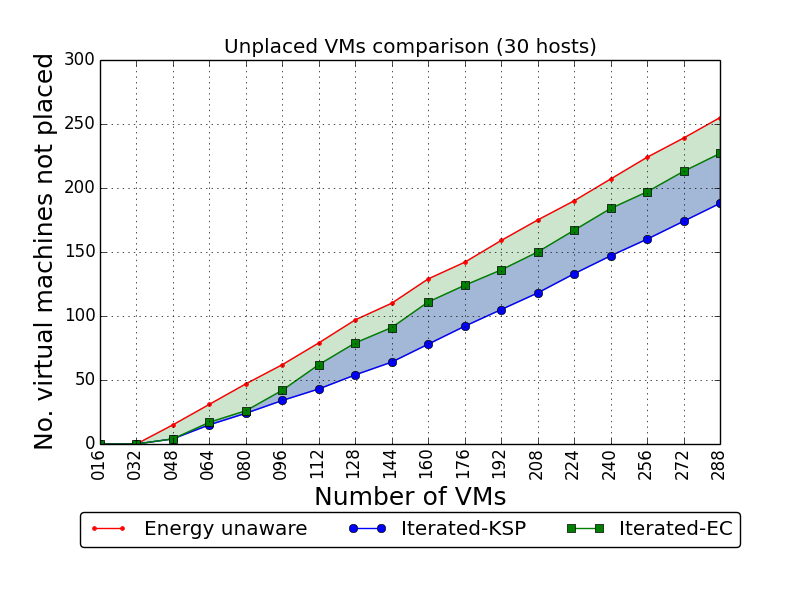 Unplaced VMs comparison (30 hosts)
No. virtual machines not placed
300
250
200
150
100
50
0
016 032 048 064 080 096 112 128 144 160 176 192 208 224 240 256 272 288
Number of VMs
Energy unaware Iterated-KSP Iterated-EC